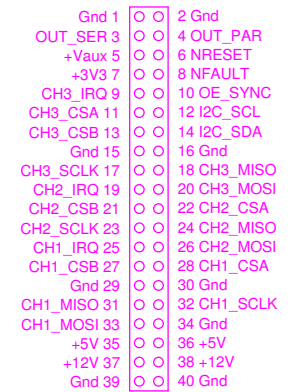 Gnd 1 2 Gnd
OUT_SER 3 4 OUT_PAR
+Vaux 5 6 NRESET
+3V3 7 8 NFAULT
CH3_IRQ 9 10 OE_SYNC
CH3_CSA 11 12 I2C_SCL
CH3_CSB 13 14 I2C_SDA
Gnd 15 16 Gnd
CH3_SCLK 17 18 CH3_MISO
CH2_IRQ 19 20 CH3_MOSI
CH2_CSB 21 22 CH2_CSA
CH2_SCLK 23 24 CH2_MISO
CH1_IRQ 25 26 CH2_MOSI
CH1_CSB 27 28 CH1_CSA
Gnd 29 30 Gnd
CH1_MISO 31 32 CH1_SCLK
CH1_MOSI 33 34 Gnd
+5V 35 36 +5V
+12V 37 38 +12V
Gnd 39 40 Gnd